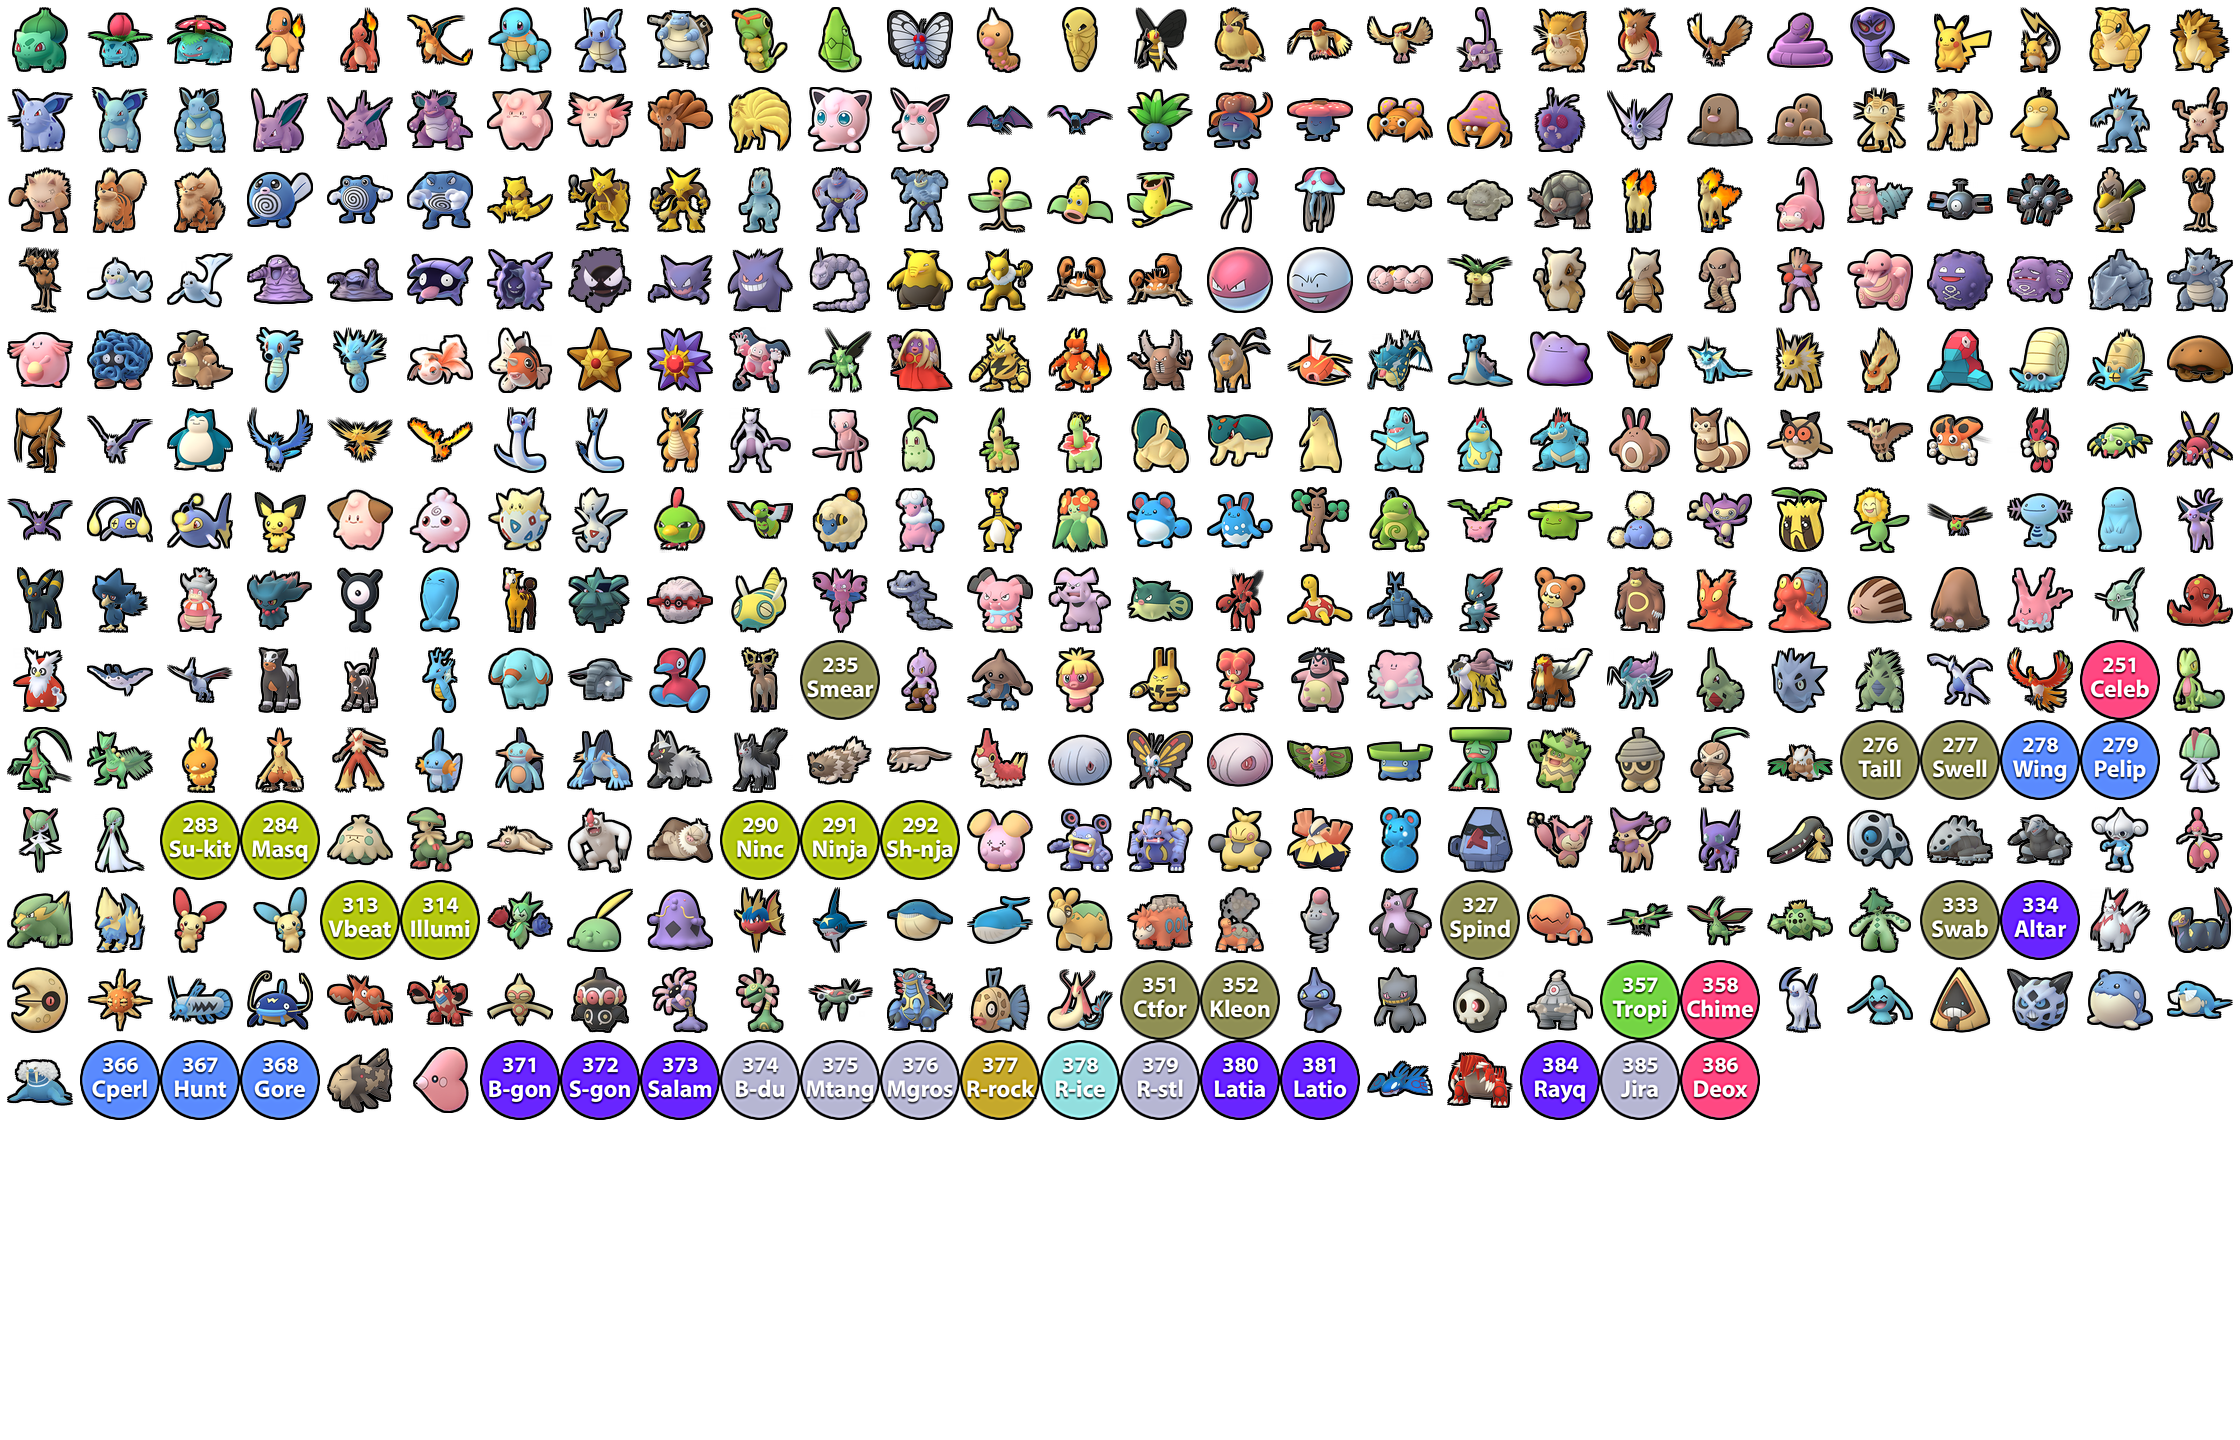 235
Smear
251
Celeb
276
Taill
277
Swell
278
Wing
279
Pelip
283
Su-kit
284
Masq
290
Ninc
291
Ninja
292
Sh-nja
313
Vbeat
314
Illumi
327
Spind
333
Swab
334
Altar
351
Ctfor
352
Kleon
357
Tropi
358
Chime
366
Cperl
367
Hunt
368
Gore
371
B-gon
372
S-gon
373
Salam
374
B-du
375
Mtang
376
Mgros
377
R-rock
378
R-ice
379
R-stl
380
Latia
381
Latio
384
Rayq
385
Jira
386
Deox